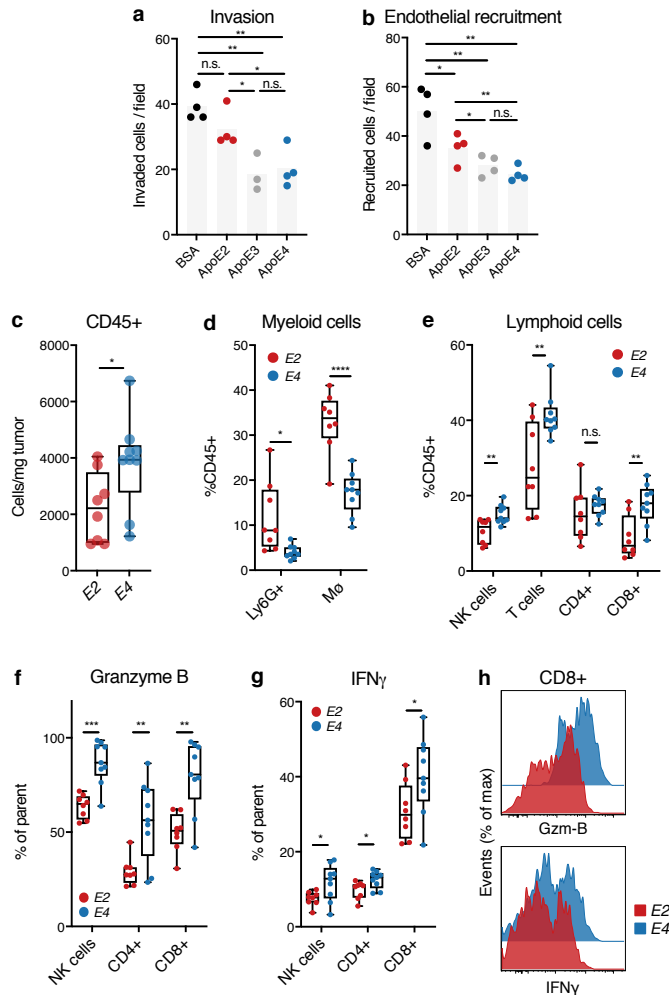 a
Invasion
**
**
n.s.
*
*
n.s.
Invaded cells / field
60
40
20
0
BSA
ApoE2
ApoE3
ApoE4
b
Endothelial recruitment
**
**
*
**
*
n.s.
Recruited cells / field
80
60
40
20
0
BSA
ApoE2
ApoE3
ApoE4
c
CD45+
*
Cells/mg tumor
8000
6000
4000
2000
0
E2
E4
d
Myeloid cells
E2
E4
****
*
%CD45+
50
40
30
20
10
0
Ly6G+
Mø
e
Lymphoid cells
E2
E4
**
**
n.s.
**
%CD45+
60
40
20
0
NK cells
T cells
CD4+
CD8+
f
Granzyme B
***
**
**
% of parent
100
50
0
E2
E4
NK cells
CD4+
CD8+
g
IFNγ
E2
E4
*
*
*
% of parent
60
40
20
0
NK cells
CD4+
CD8+
h
CD8+
Events (% of max)
Gzm-B
IFNγ
E2
E4